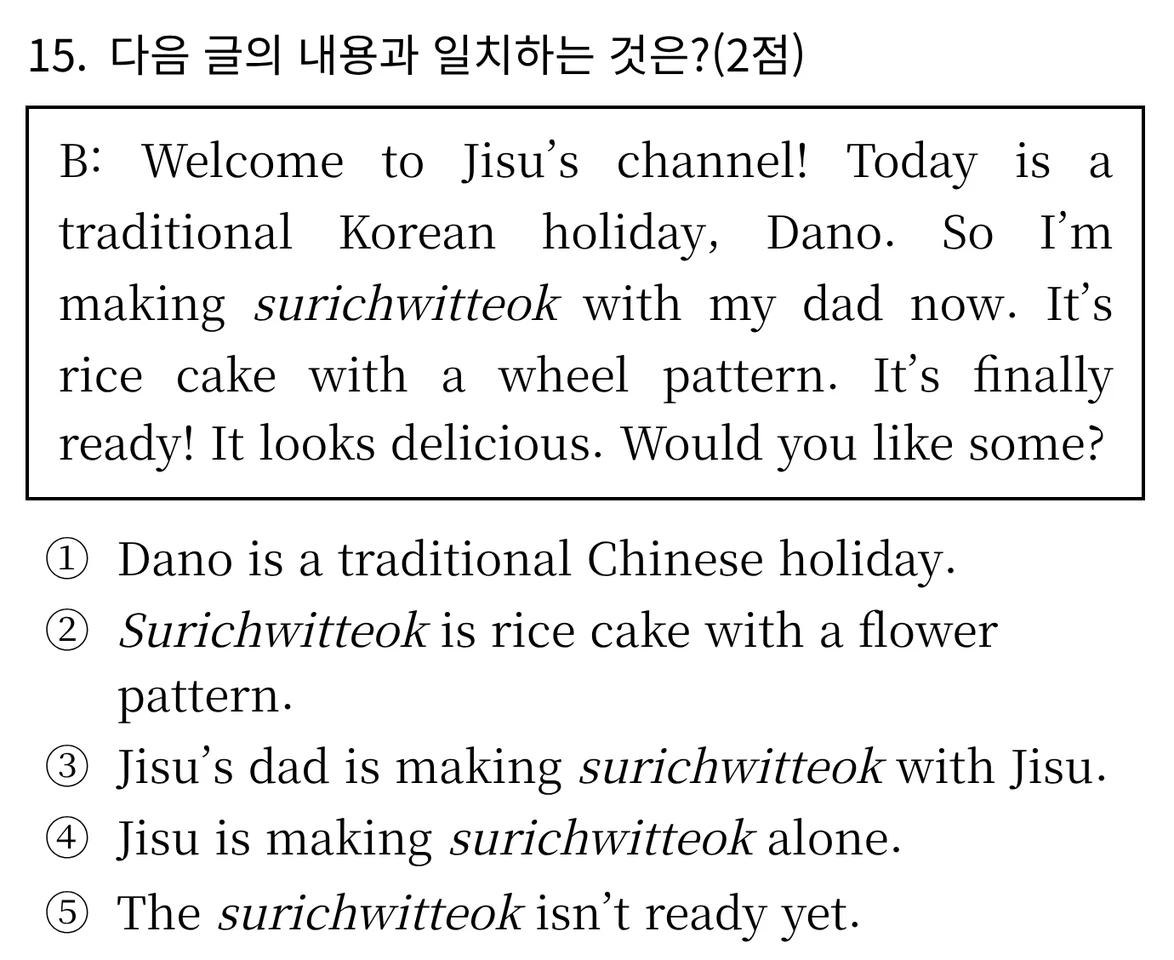 15. 다음 글의 내용과 일치하는 것은?(2점)
B: Welcome to Jisu’s channel! Today is a
traditional Korean holiday, Dano. So I’m
making surichwitteok with my dad now. It’s
rice cake with a wheel pattern. It’s finally
ready! It looks delicious. Would you like some?
① Dano is a traditional Chinese holiday.
② Surichwitteok is rice cake with a flower
pattern.
③ Jisu’s dad is making surichwitteok with Jisu.
④ Jisu is making surichwitteok alone.
⑤ The surichwitteok isn’t ready yet.